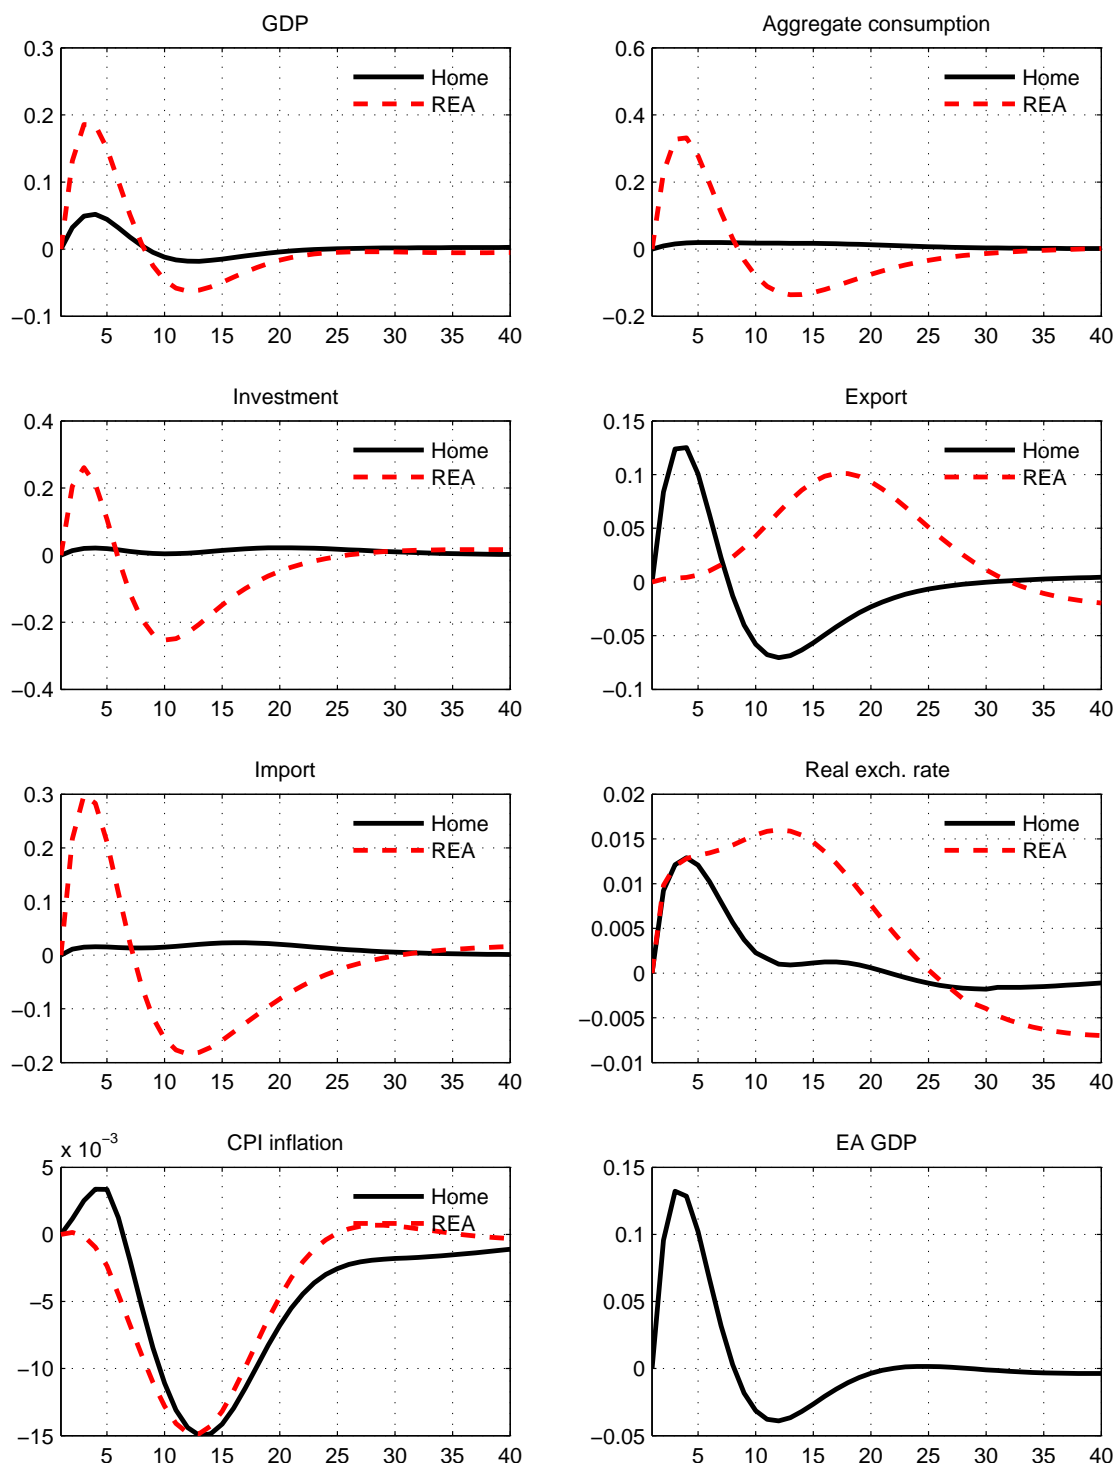 GDP
0.3
0.2
0.1
0
−0.1
5 10 15 20 25 30 35 40
Home
REA
Aggregate consumption
0.6
0.4
0.2
0
−0.2
5 10 15 20 25 30 35 40
Home
REA
Investment
0.4
0.2
0
−0.2
−0.4
5 10 15 20 25 30 35 40
Home
REA
Export
0.15
0.1
0.05
0
−0.05
−0.1
5 10 15 20 25 30 35 40
Home
REA
Import
0.3
0.2
0.1
0
−0.1
−0.2
5 10 15 20 25 30 35 40
Home
REA
Real exch. rate
0.02
0.015
0.01
0.005
0
−0.005
−0.01
5 10 15 20 25 30 35 40
Home
REA
x 10−3
CPI inflation
5
0
−5
−10
−15
5 10 15 20 25 30 35 40
Home
REA
EA GDP
0.15
0.1
0.05
0
−0.05
5 10 15 20 25 30 35 40